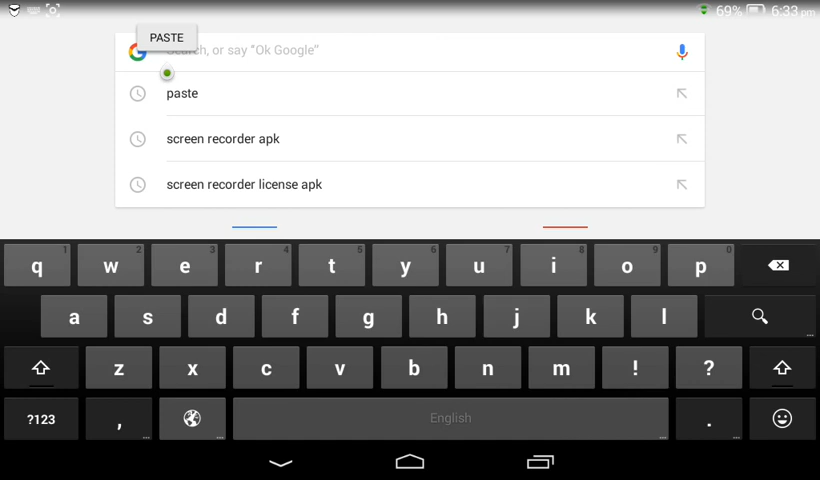 69% 6:33 pm
PASTE
Search, or say "Ok Google"
paste
screen recorder apk
screen recorder license apk
q 1 w 2 e 3 r 4 t 5 y 6 u 7 i 8 o 9 p 0
a s d f g h j k l
z x c v b n m ! ?
?123 , English .